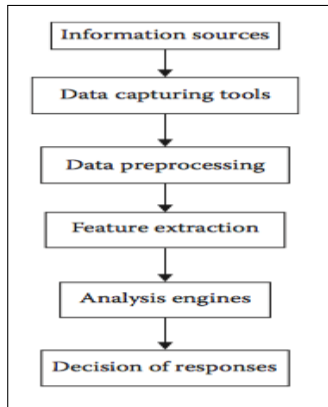 Information sources
Data capturing tools
Data preprocessing
Feature extraction
Analysis engines
Decision of responses